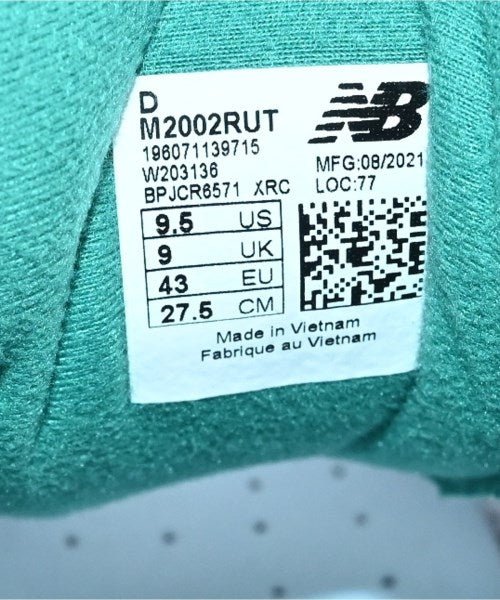 D
M2002RUT
196071139715
W203136
BPJCR6571 XRC
NB
MFG:08/2021
LOC:77
9.5 US
9 UK
43 EU
27.5 CM
Made in Vietnam
Fabrique au Vietnam